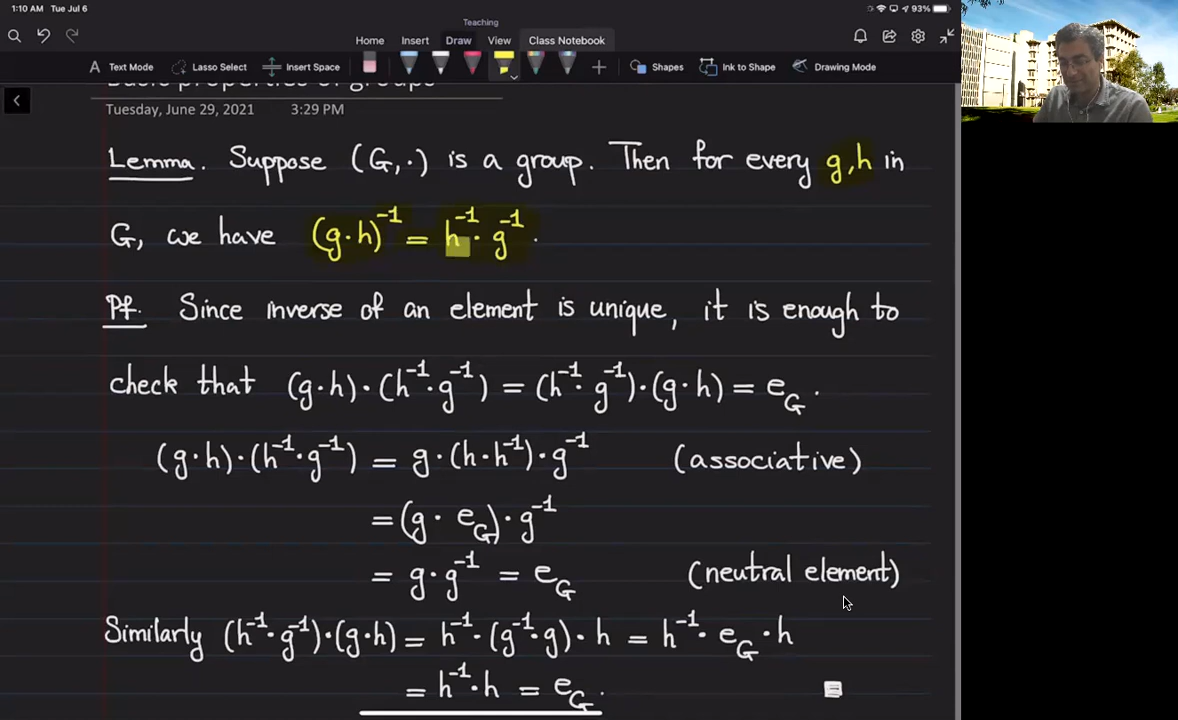 1:10 AM Tue Jul 6
93%
Teaching
Home Insert Draw View Class Notebook
Text Mode Lasso Select Insert Space Shapes Ink to Shape Drawing Mode
Basic properties of groups
Tuesday, June 29, 2021 3:29 PM
Lemma. Suppose (G,·) is a group. Then for every g,h in
G, we have (g·h)⁻¹ = h⁻¹· g⁻¹.
Pf. Since inverse of an element is unique, it is enough to
check that (g·h)·(h⁻¹·g⁻¹) = (h⁻¹·g⁻¹)·(g·h) = e_G.
(g·h)·(h⁻¹·g⁻¹) = g·(h·h⁻¹)·g⁻¹ (associative)
= (g· e_G)·g⁻¹
= g·g⁻¹ = e_G (neutral element)
Similarly (h⁻¹·g⁻¹)·(g·h) = h⁻¹·(g⁻¹·g)·h = h⁻¹· e_G·h
= h⁻¹·h = e_G.